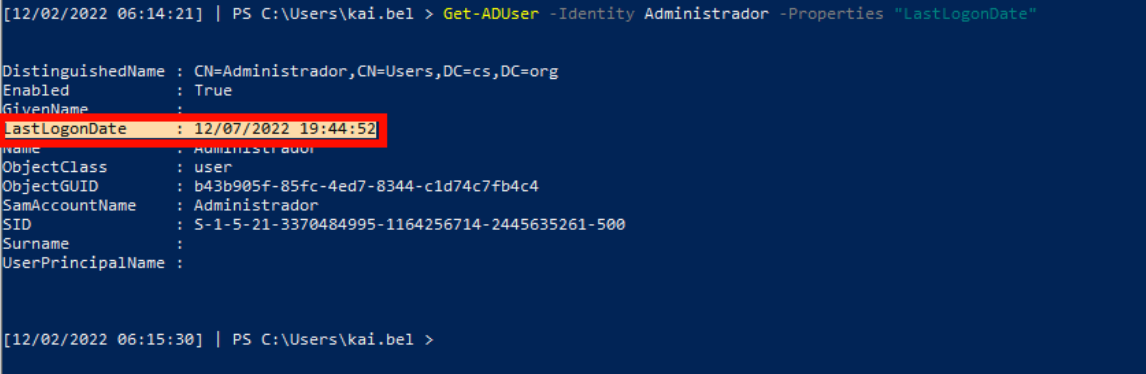 [12/02/2022 06:14:21] | PS C:\Users\kai.bel > Get-ADUser -Identity Administrador -Properties "LastLogonDate"
DistinguishedName : CN=Administrador,CN=Users,DC=cs,DC=org
Enabled : True
GivenName :
LastLogonDate : 12/07/2022 19:44:52
Name : Administrador
ObjectClass : user
ObjectGUID : b43b905f-85fc-4ed7-8344-c1d74c7fb4c4
SamAccountName : Administrador
SID : S-1-5-21-3370484995-1164256714-2445635261-500
Surname :
UserPrincipalName :
[12/02/2022 06:15:30] | PS C:\Users\kai.bel >